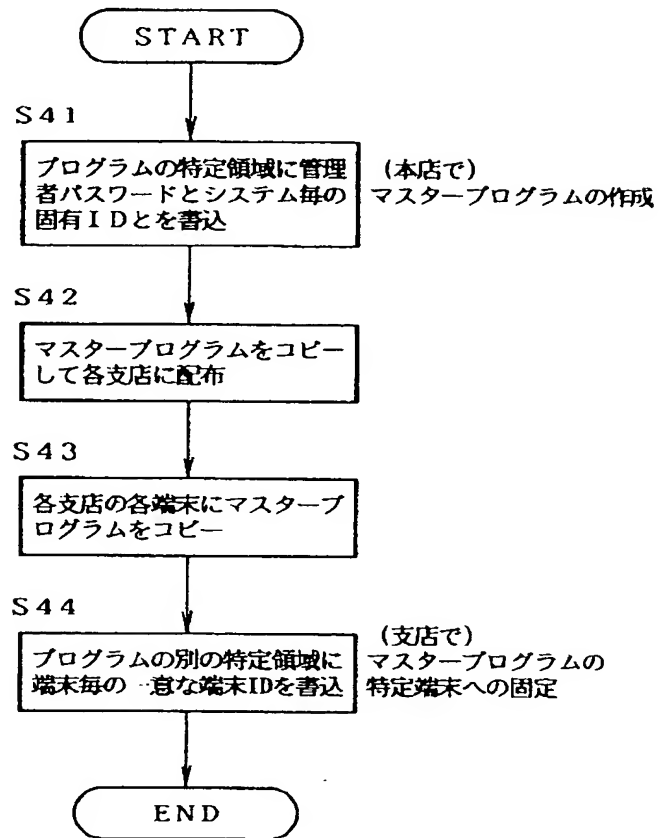 START
S41
プログラムの特定領域に管理
者パスワードとシステム毎の
固有IDとを書込
(本店で)
マスタープログラムの作成
S42
マスタープログラムをコピー
して各支店に配布
S43
各支店の各端末にマスタープ
ログラムをコピー
S44
プログラムの別の特定領域に
端末毎の一意な端末IDを書込
(支店で)
マスタープログラムの
特定端末への固定
END